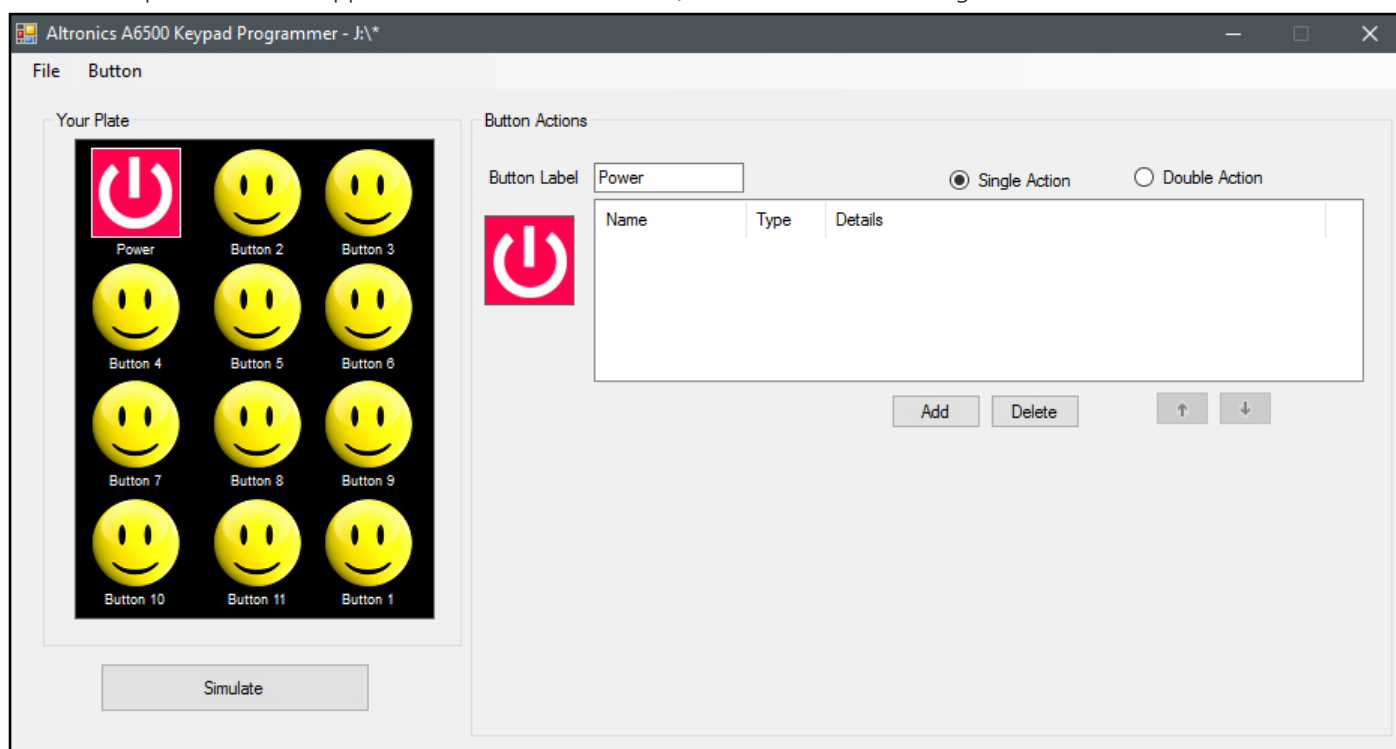 Altronics A6500 Keypad Programmer - J:\*
File Button
Your Plate
Power Button 2 Button 3
Button 4 Button 5 Button 6
Button 7 Button 8 Button 9
Button 10 Button 11 Button 1
Simulate
Button Actions
Button Label Power Single Action Double Action
Name Type Details
Add Delete